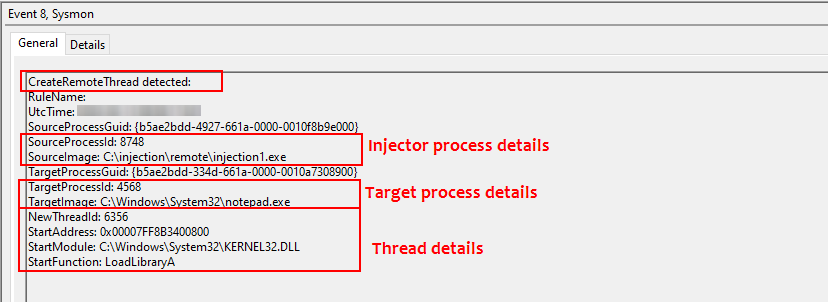 Event 8, Sysmon
General
Details
CreateRemoteThread detected:
RuleName:
UtcTime:
SourceProcessGuid: {b5ae2bdd-4927-661a-0000-0010f8b9e000}
SourceProcessId: 8748
SourceImage: C:\injection\remote\injection1.exe
Injector process details
TargetProcessGuid: {b5ae2bdd-334d-661a-0000-0010a7308900}
TargetProcessId: 4568
TargetImage: C:\Windows\System32\notepad.exe
Target process details
NewThreadId: 6356
StartAddress: 0x00007FF8B3400800
StartModule: C:\Windows\System32\KERNEL32.DLL
StartFunction: LoadLibraryA
Thread details